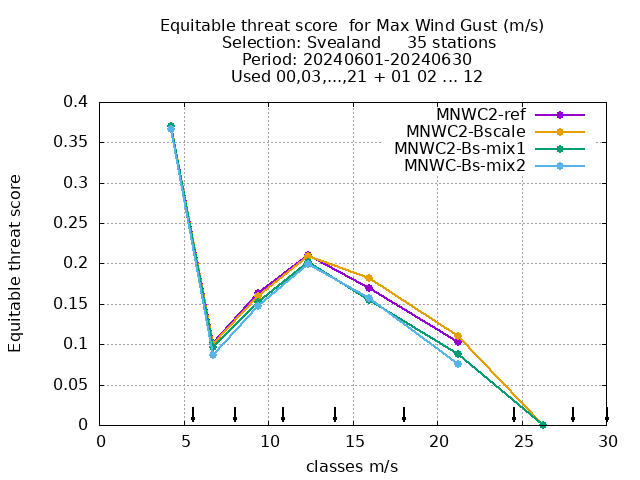 Equitable threat score  for Max Wind Gust (m/s)
Selection: Svealand     35 stations
Period: 20240601-20240630
Used 00,03,...,21 + 01 02 ... 12
MNWC2-ref
MNWC2-Bscale
MNWC2-Bs-mix1
MNWC-Bs-mix2
Equitable threat score
0.4
0.35
0.3
0.25
0.2
0.15
0.1
0.05
0
0 5 10 15 20 25 30
classes m/s